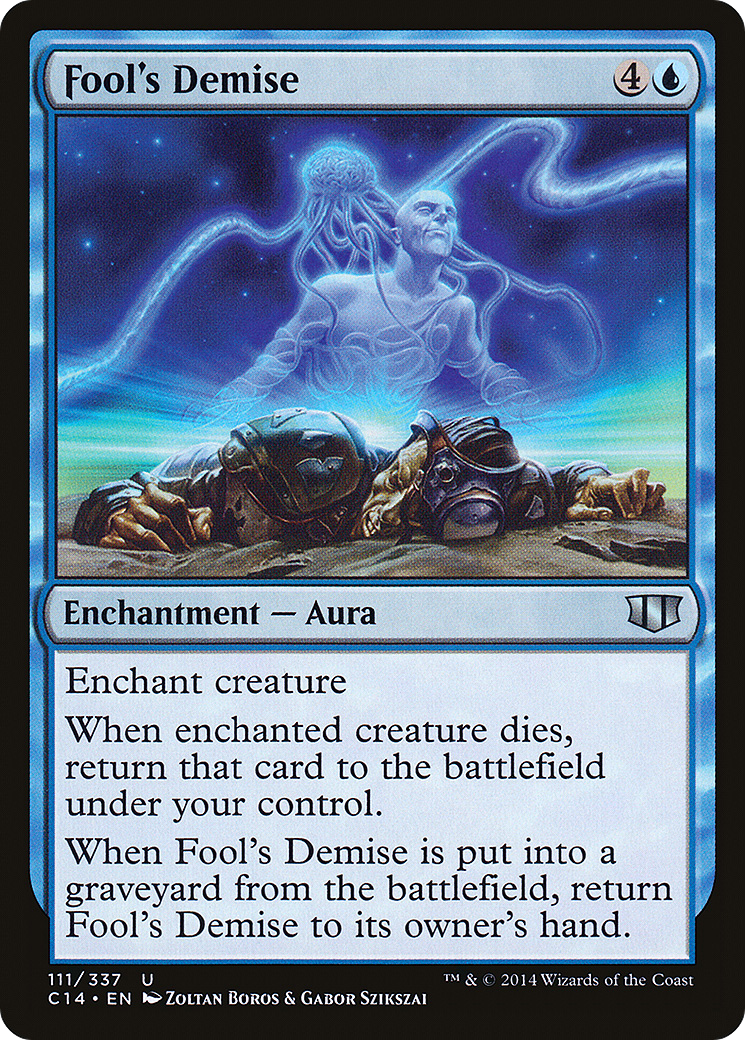 Fool's Demise 4
Enchantment — Aura
Enchant creature
When enchanted creature dies,
return that card to the battlefield
under your control.
When Fool's Demise is put into a
graveyard from the battlefield, return
Fool's Demise to its owner's hand.
111/337 U ™ & © 2014 Wizards of the Coast
C14 • EN Zoltan Boros & Gabor Szikszai